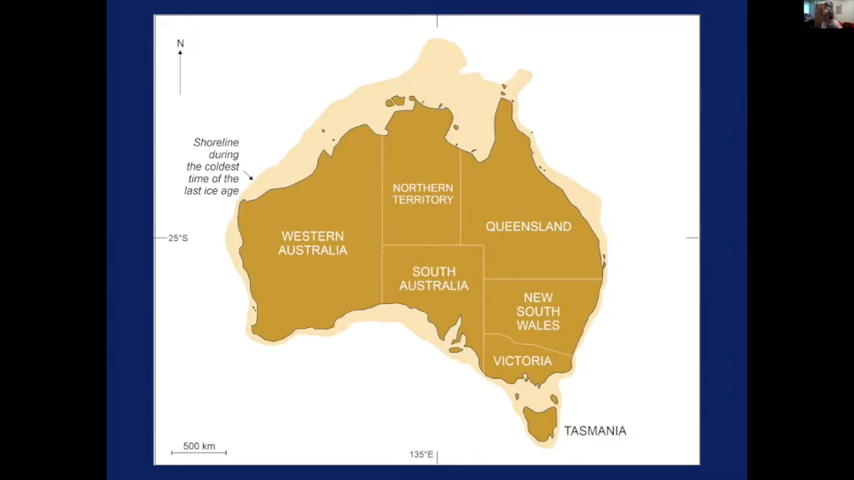 N
Shoreline
during
the coldest
time of the
last ice age
NORTHERN
TERRITORY
QUEENSLAND
25°S
WESTERN
AUSTRALIA
SOUTH
AUSTRALIA
NEW
SOUTH
WALES
VICTORIA
TASMANIA
500 km
135°E